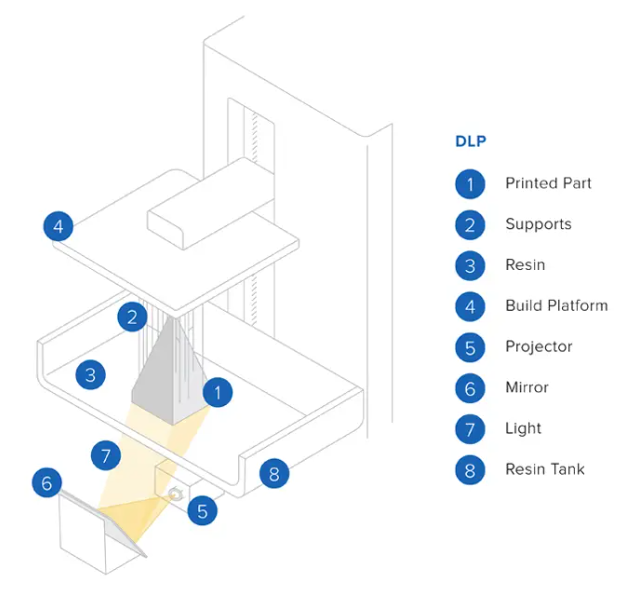 DLP
1 Printed Part
2 Supports
3 Resin
4 Build Platform
5 Projector
6 Mirror
7 Light
8 Resin Tank
4
2
3
1
7
6
8
5